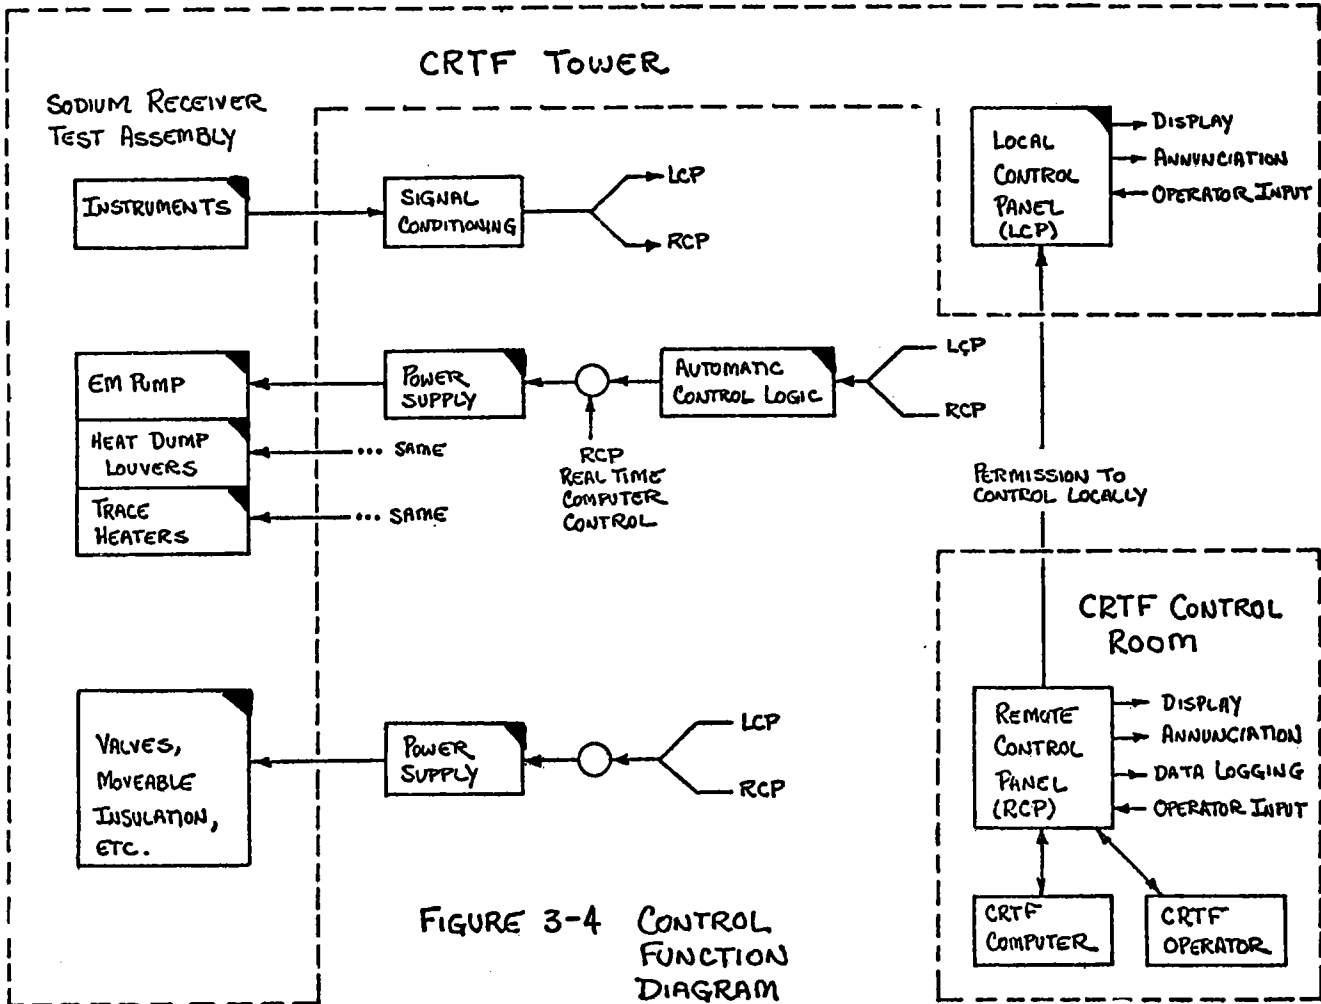 CRTF TOWER
SODIUM RECEIVER
TEST ASSEMBLY
INSTRUMENTS
SIGNAL
CONDITIONING
LCP
RCP
LOCAL
CONTROL
PANEL
(LCP)
DISPLAY
ANNUNCIATION
OPERATOR INPUT
EM PUMP
HEAT DUMP
LOUVERS
TRACE
HEATERS
POWER
SUPPLY
... SAME
... SAME
RCP
REAL TIME
COMPUTER
CONTROL
AUTOMATIC
CONTROL LOGIC
LCP
RCP
PERMISSION TO
CONTROL LOCALLY
VALVES,
MOVEABLE
INSULATION,
ETC.
POWER
SUPPLY
LCP
RCP
CRTF CONTROL
ROOM
REMOTE
CONTROL
PANEL
(RCP)
DISPLAY
ANNUNCIATION
DATA LOGGING
OPERATOR INPUT
CRTF
COMPUTER
CRTF
OPERATOR
FIGURE 3-4 CONTROL
FUNCTION
DIAGRAM